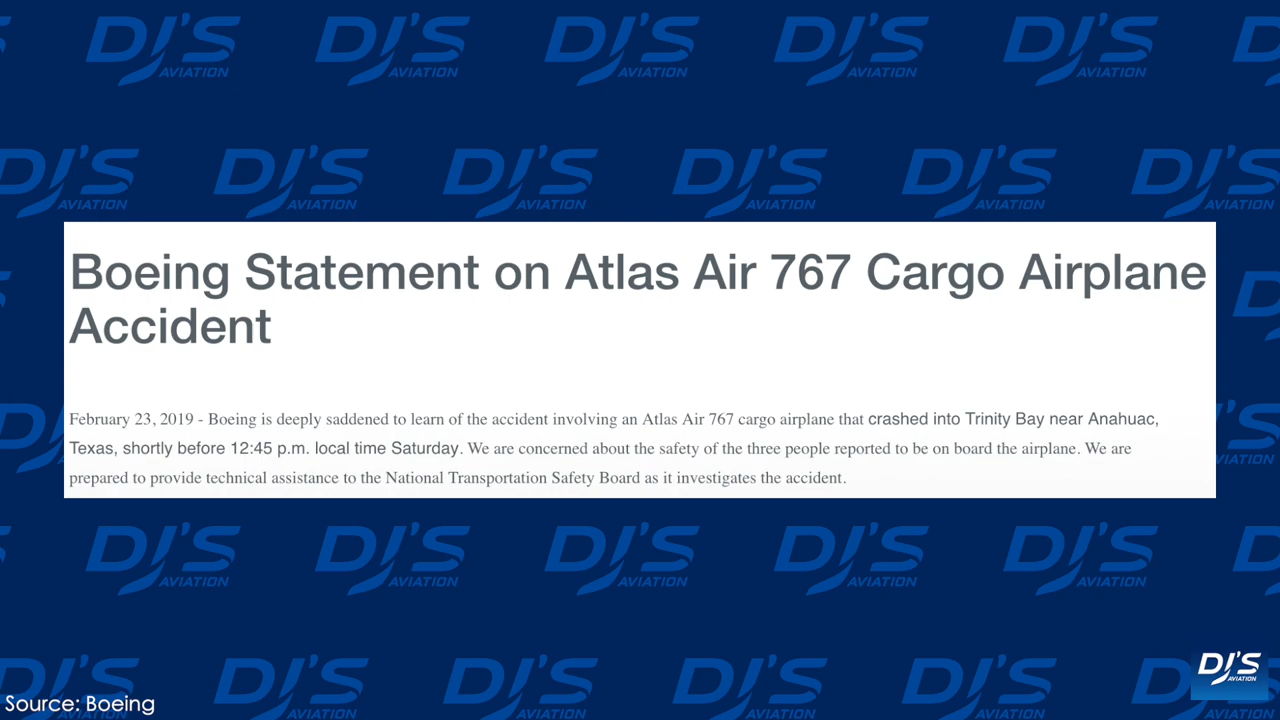 Boeing Statement on Atlas Air 767 Cargo Airplane
Accident
February 23, 2019 - Boeing is deeply saddened to learn of the accident involving an Atlas Air 767 cargo airplane that crashed into Trinity Bay near Anahuac,
Texas, shortly before 12:45 p.m. local time Saturday. We are concerned about the safety of the three people reported to be on board the airplane. We are
prepared to provide technical assistance to the National Transportation Safety Board as it investigates the accident.
DJ'S
AVIATION
Source: Boeing